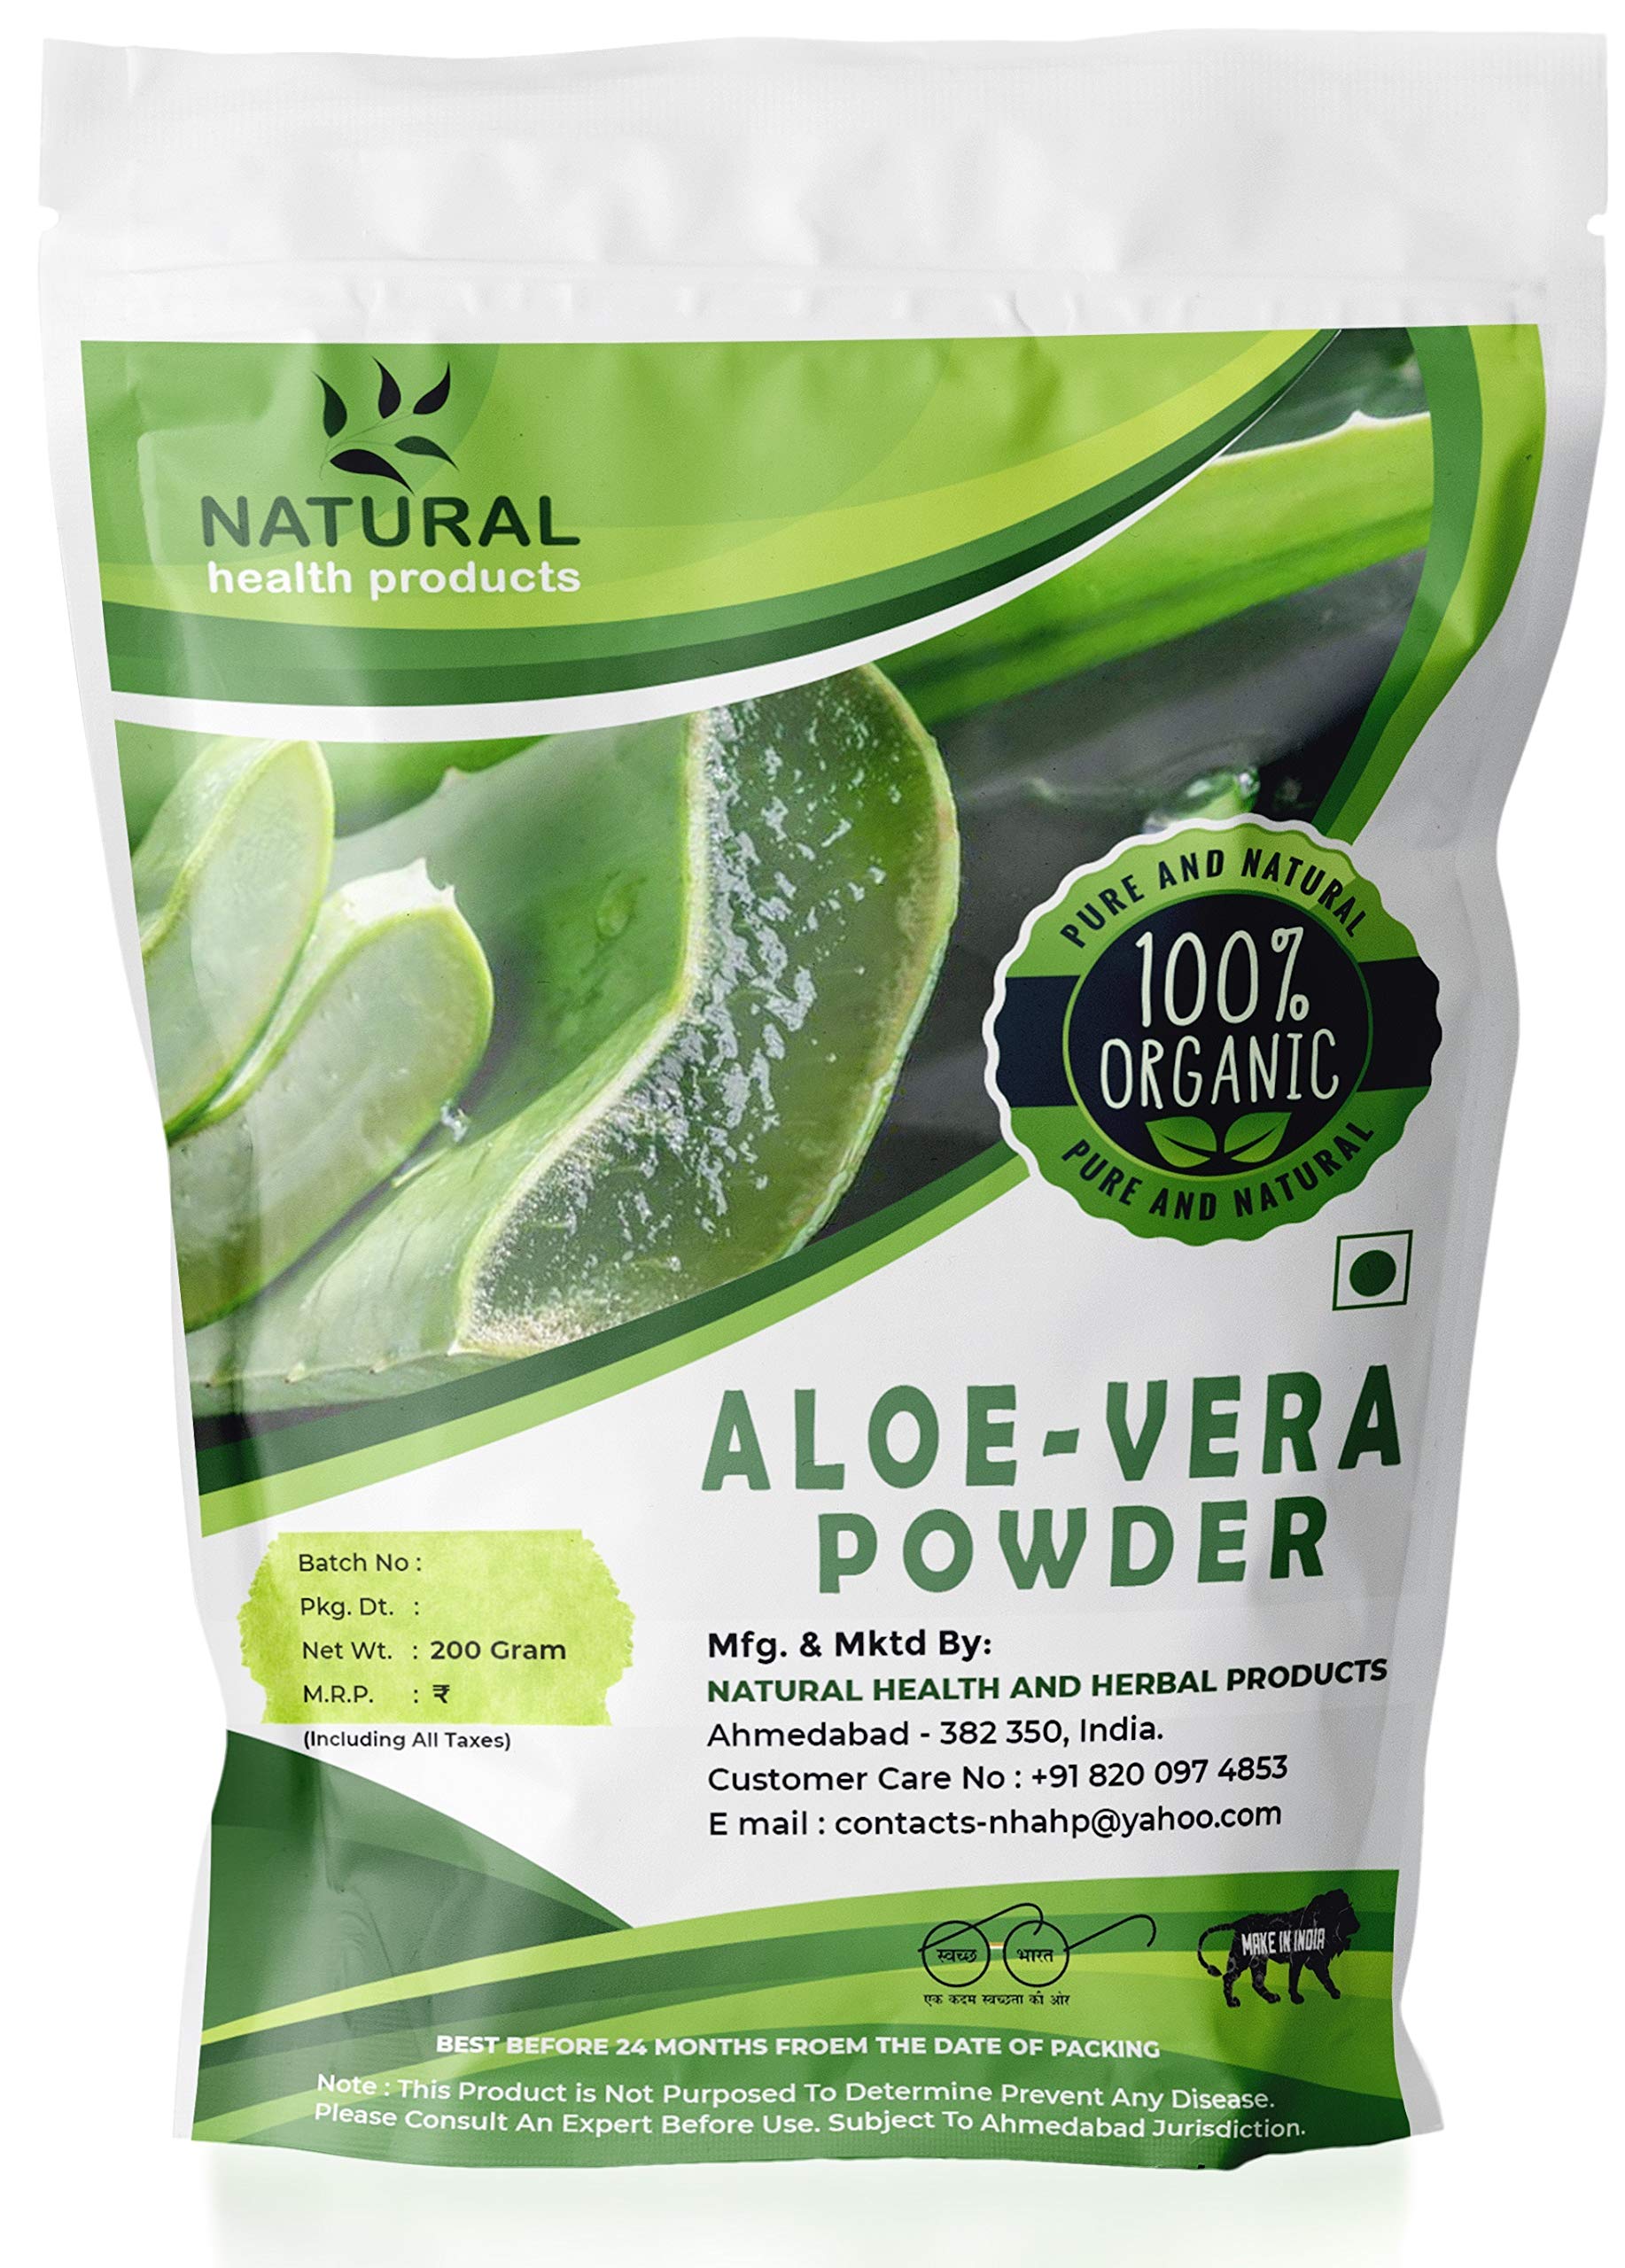 NATURAL
health products
PURE AND NATURAL
100%
ORGANIC
PURE AND NATURAL
ALOE-VERA
POWDER
Batch No :
Pkg. Dt. :
Net Wt. : 200 Gram
M.R.P. : ₹
(Including All Taxes)
Mfg. & Mktd By:
NATURAL HEALTH AND HERBAL PRODUCTS
Ahmedabad - 382 350, India.
Customer Care No : +91 820 097 4853
E mail : contacts-nhahp@yahoo.com
स्वच्छ भारत
एक कदम स्वच्छता की ओर
MAKE IN INDIA
BEST BEFORE 24 MONTHS FROEM THE DATE OF PACKING
Note : This Product is Not Purposed To Determine Prevent Any Disease.
Please Consult An Expert Before Use. Subject To Ahmedabad Jurisdiction.